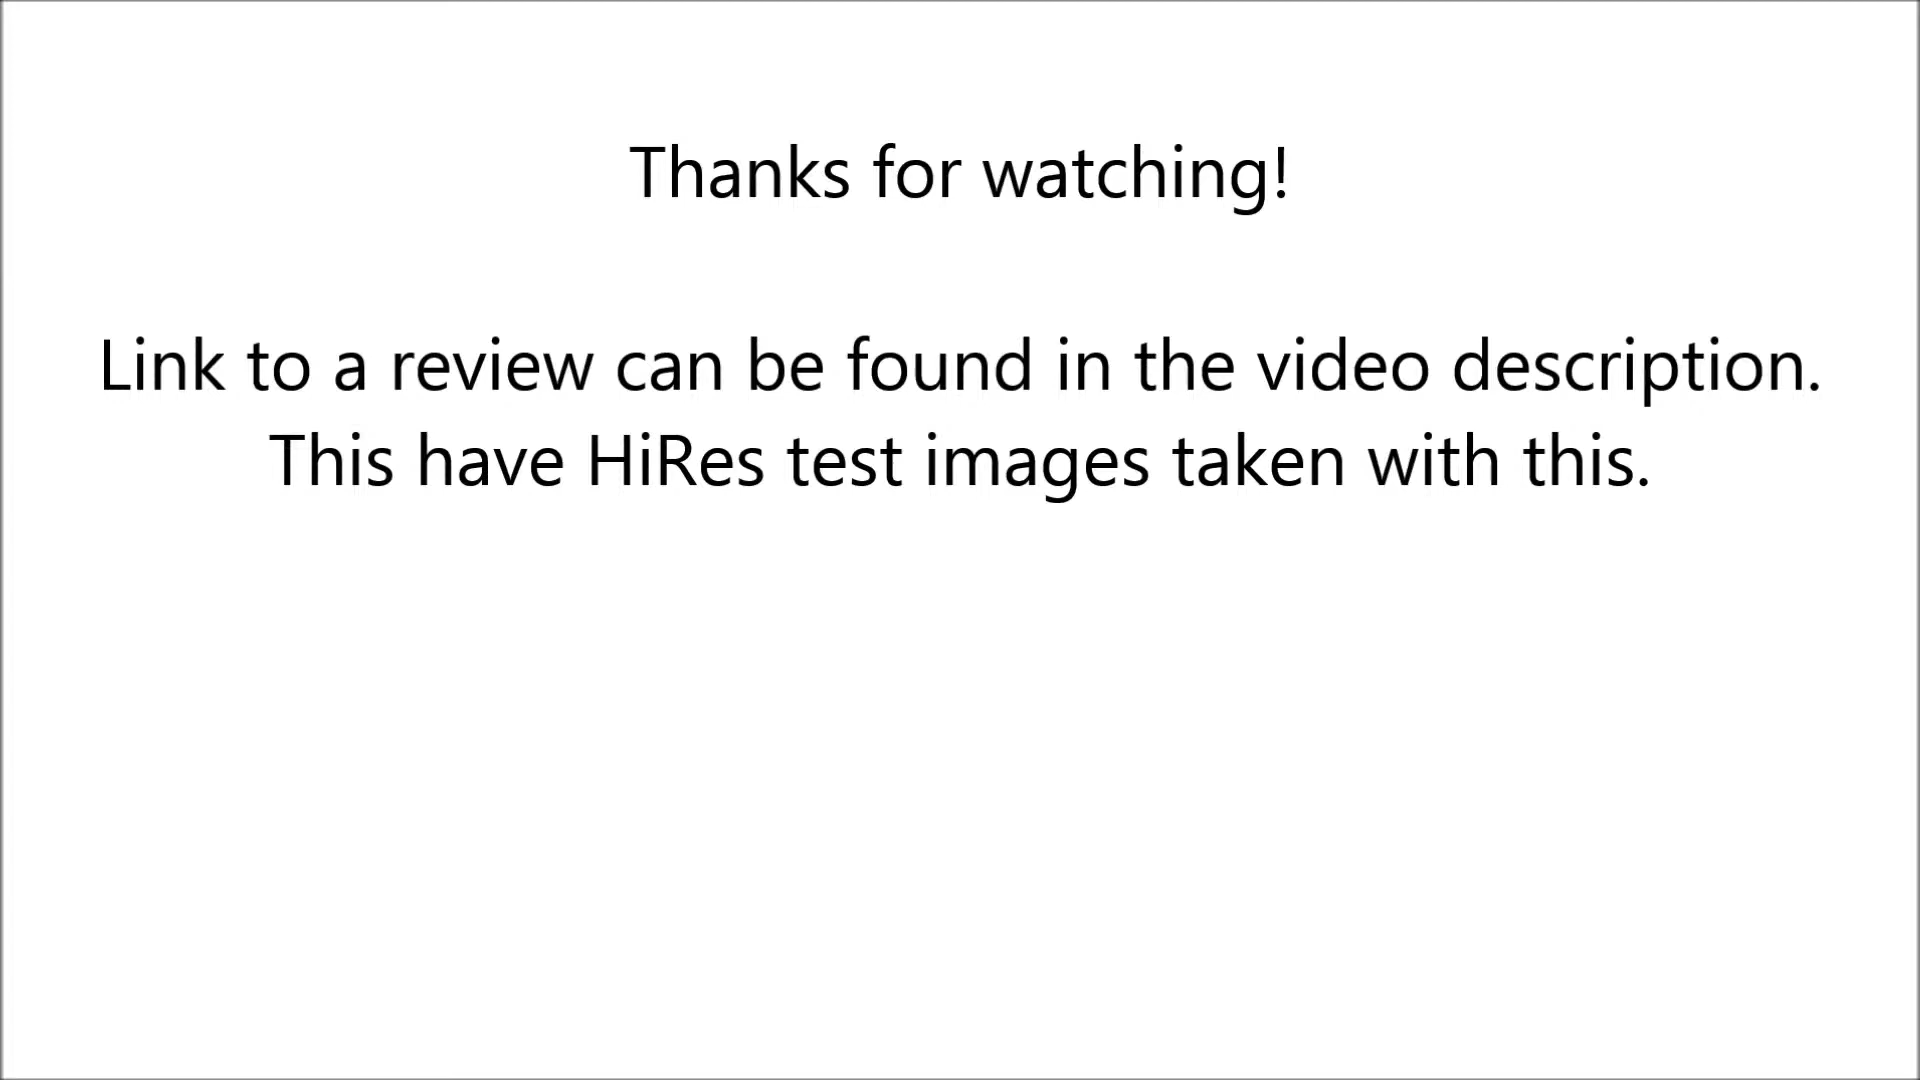 Thanks for watching!
Link to a review can be found in the video description.
This have HiRes test images taken with this.